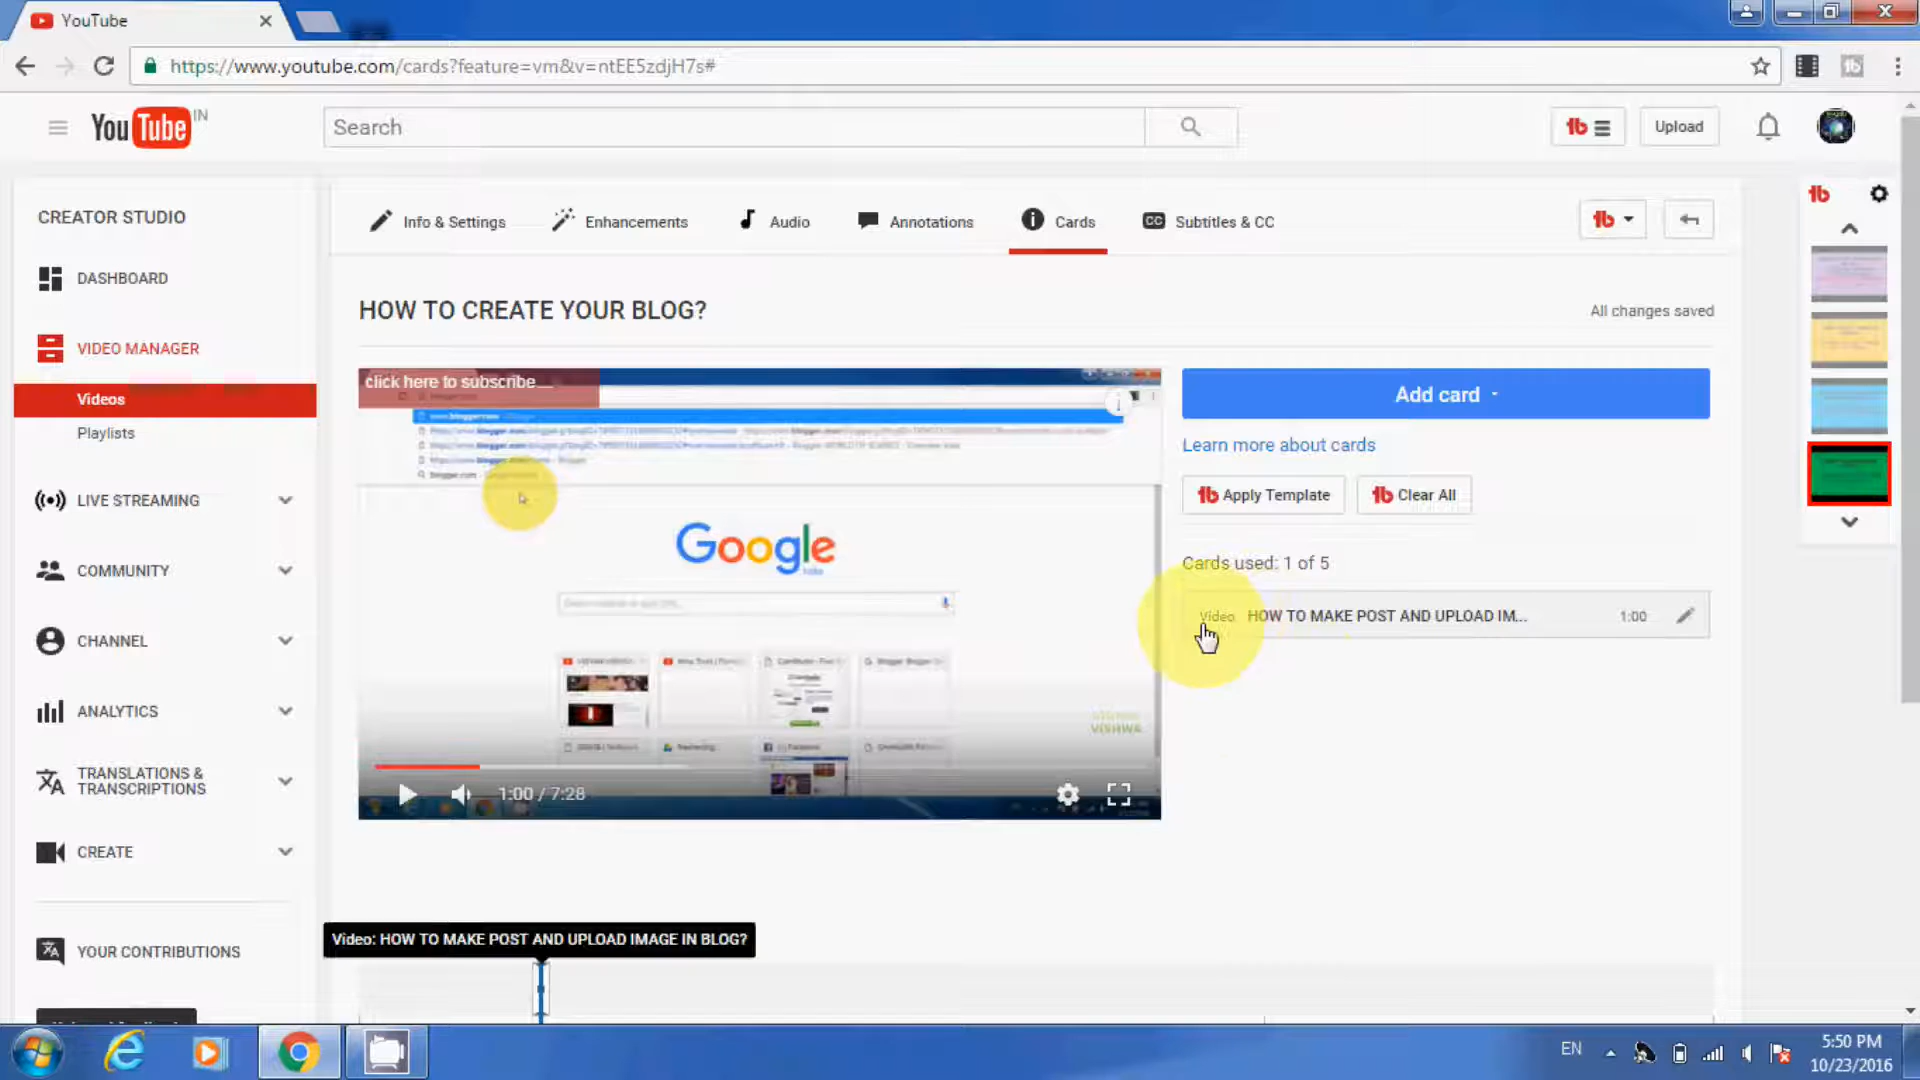 YouTube
https://www.youtube.com/cards?feature=vm&v=ntEE5zdjH7s#
YouTube IN
Search
Upload
CREATOR STUDIO
DASHBOARD
VIDEO MANAGER
Videos
Playlists
LIVE STREAMING
COMMUNITY
CHANNEL
ANALYTICS
TRANSLATIONS &
TRANSCRIPTIONS
CREATE
YOUR CONTRIBUTIONS
Info & Settings
Enhancements
Audio
Annotations
Cards
CC Subtitles & CC
HOW TO CREATE YOUR BLOG?
All changes saved
click here to subscribe....
Google
VISHWA
1:00 / 7:28
Add card
Learn more about cards
Apply Template
Clear All
Cards used: 1 of 5
Video HOW TO MAKE POST AND UPLOAD IM... 1:00
Video: HOW TO MAKE POST AND UPLOAD IMAGE IN BLOG?
EN
5:50 PM
10/23/2016